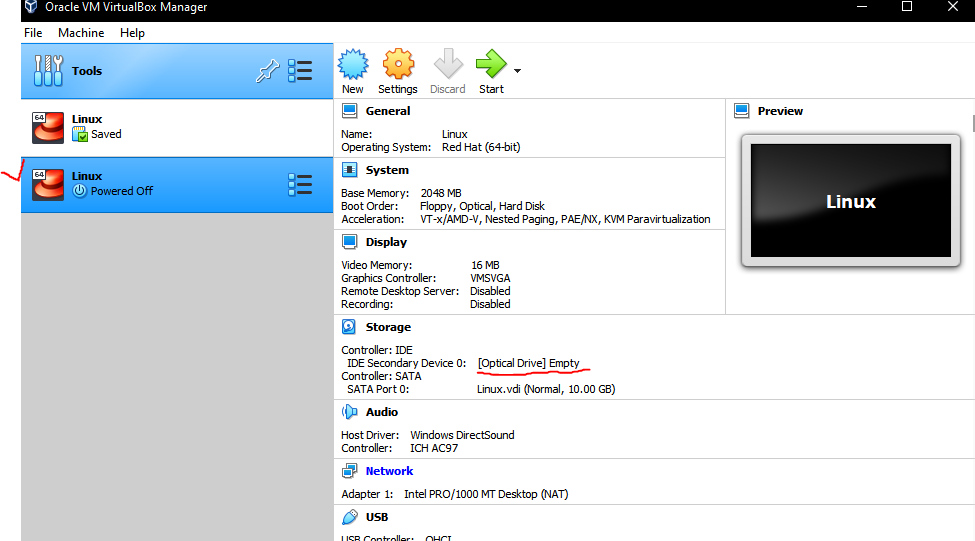 Oracle VM VirtualBox Manager
File Machine Help
Tools
New Settings Discard Start
64
Linux
Saved
64
Linux
Powered Off
General
Name: Linux
Operating System: Red Hat (64-bit)
System
Base Memory: 2048 MB
Boot Order: Floppy, Optical, Hard Disk
Acceleration: VT-x/AMD-V, Nested Paging, PAE/NX, KVM Paravirtualization
Display
Video Memory: 16 MB
Graphics Controller: VMSVGA
Remote Desktop Server: Disabled
Recording: Disabled
Storage
Controller: IDE
IDE Secondary Device 0: [Optical Drive] Empty
Controller: SATA
SATA Port 0: Linux.vdi (Normal, 10.00 GB)
Audio
Host Driver: Windows DirectSound
Controller: ICH AC97
Network
Adapter 1: Intel PRO/1000 MT Desktop (NAT)
USB
USB Controller: OHCI
Preview
Linux